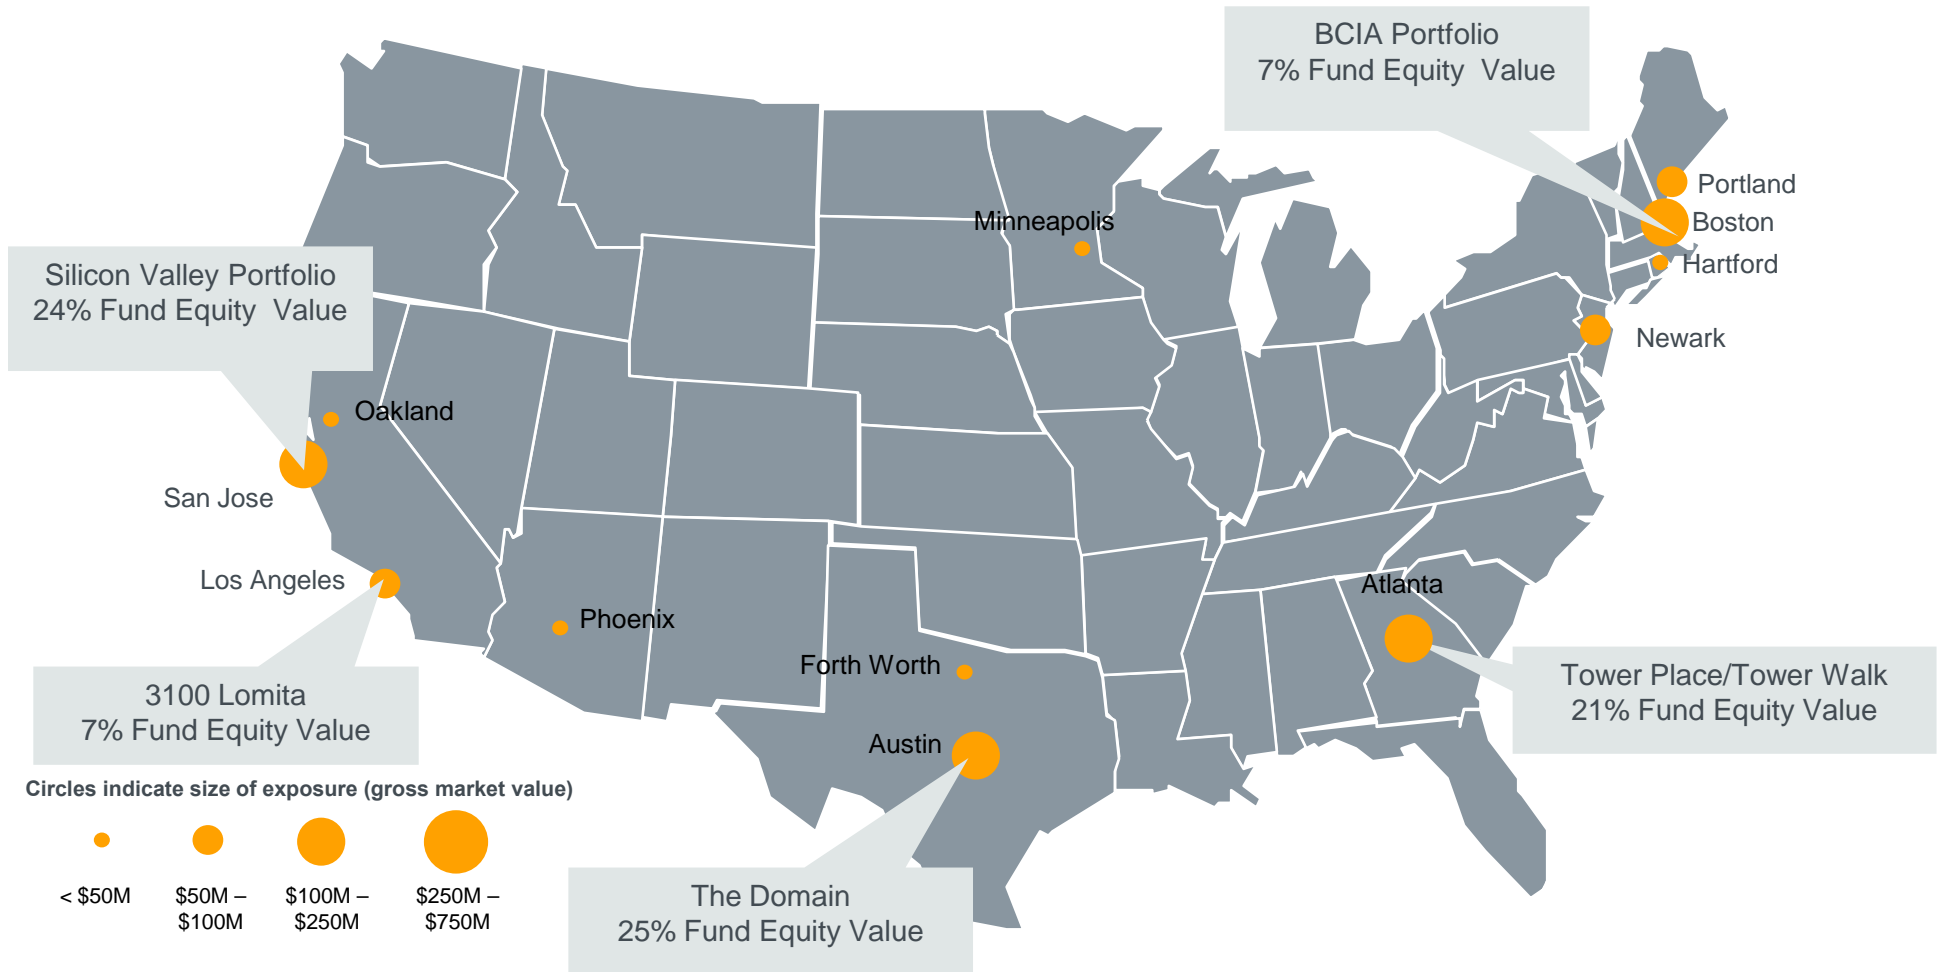 BCIA Portfolio
7% Fund Equity  Value
Portland
Boston
Minneapolis
Hartford
Silicon Valley Portfolio
24% Fund Equity  Value
Newark
Oakland
San Jose
Los Angeles
Atlanta
Phoenix
Forth Worth
Tower Place/Tower Walk
21% Fund Equity Value
3100 Lomita
7% Fund Equity Value
Austin
Circles indicate size of exposure (gross market value)
< $50M
$50M –
$100M
$100M –
$250M
$250M –
$750M
The Domain
25% Fund Equity Value